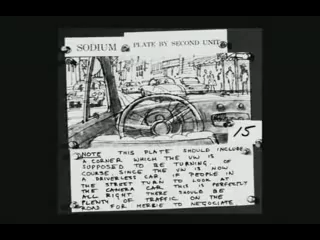 SODIUM PLATE BY SECOND UNIT
15
NOTE THIS PLATE SHOULD INCLUDE
A CORNER WHICH THE VW IS
SUPPOSED TO BE TURNING, OF
COURSE. SINCE THE VW IS NOW
A DRIVERLESS CAR, IF PEOPLE IN
THE STREET TURN TO LOOK AT
THE CAMERA CAR THIS IS PERFECTLY
ALL RIGHT THERE SHOULD BE
PLENTY OF TRAFFIC ON THE
ROAD FOR HERBIE TO NEGOTIATE